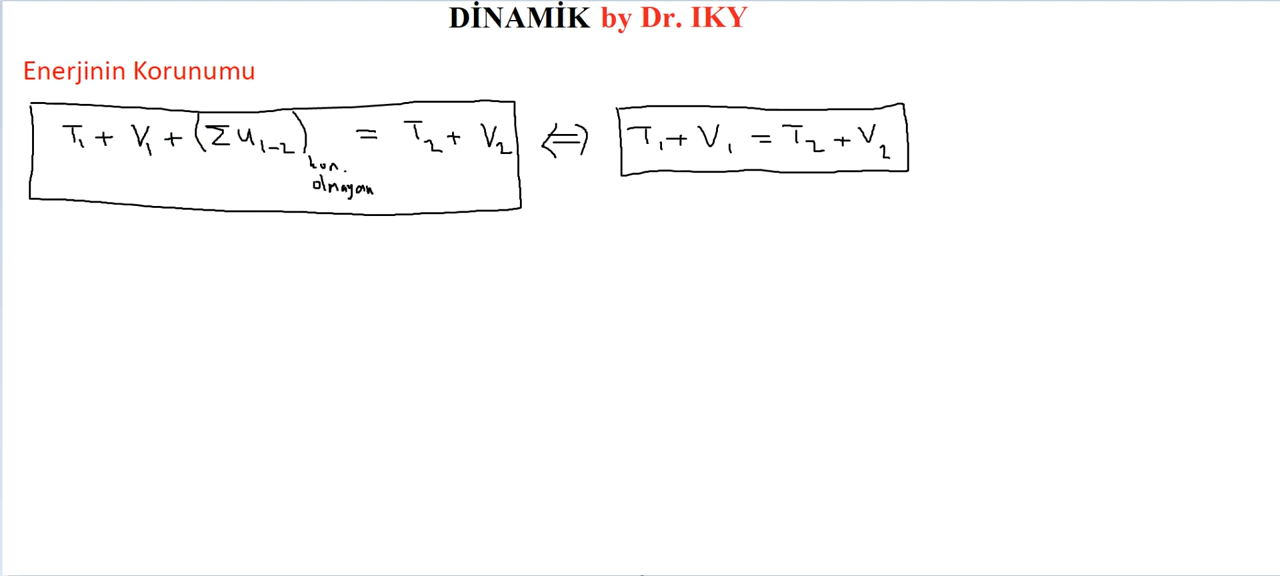 DİNAMİK by Dr. IKY
Enerjinin Korunumu
T₁ + V₁ + (ΣU₁₋₂) kon. olmayan = T₂ + V₂ ⇔ T₁ + V₁ = T₂ + V₂